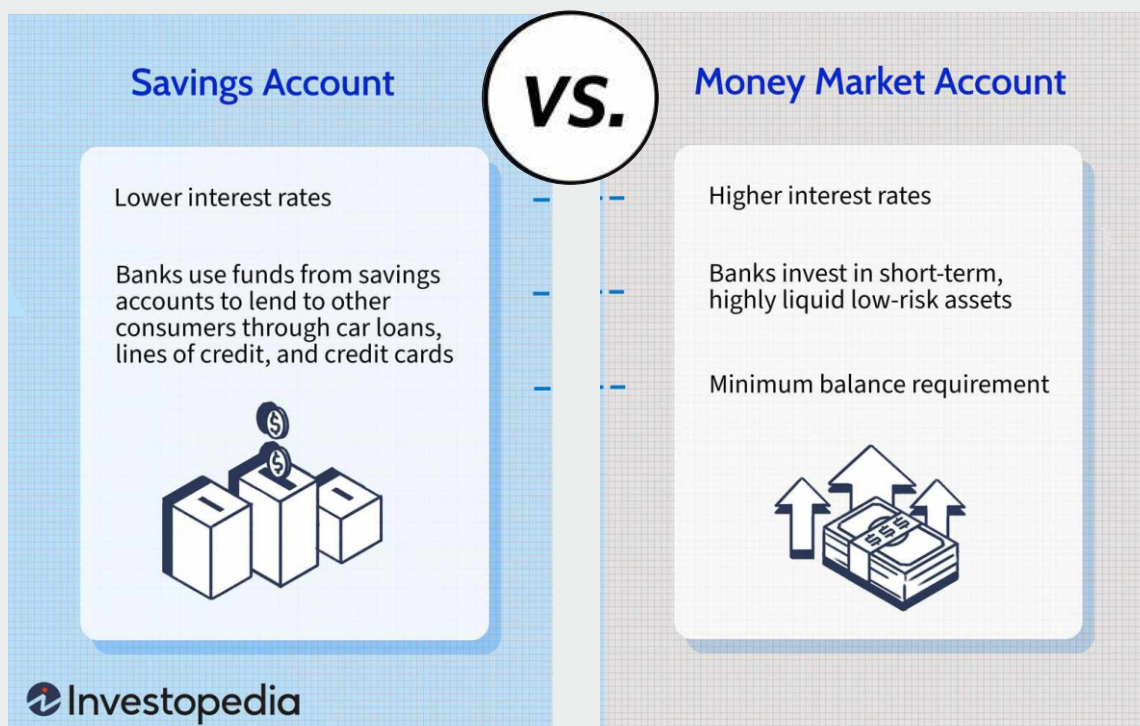 Savings Account
VS.
Money Market Account
Lower interest rates
Banks use funds from savings
accounts to lend to other
consumers through car loans,
lines of credit, and credit cards
$
$
Higher interest rates
Banks invest in short-term,
highly liquid low-risk assets
Minimum balance requirement
$ $ $
Investopedia